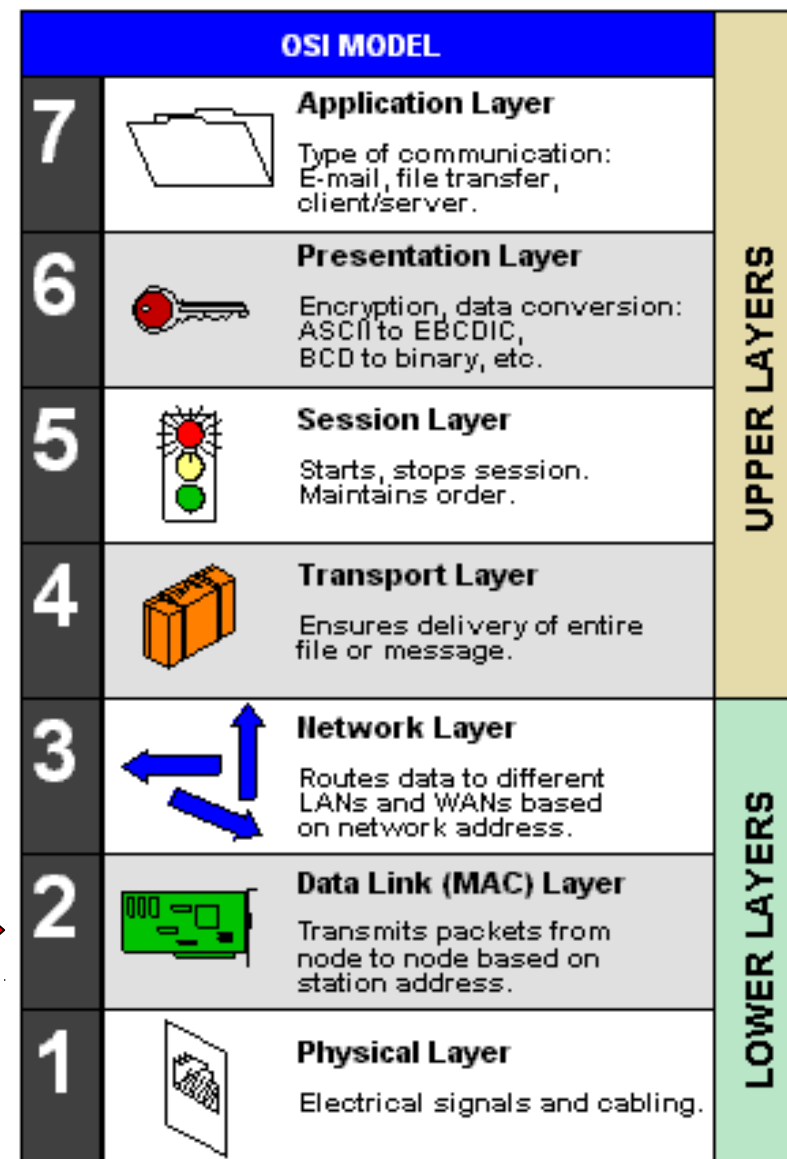 OSI MODEL
7
Application Layer
Type of communication:
E-mail, file transfer,
client/server.
6
Presentation Layer
Encryption, data conversion:
ASCII to EBCDIC,
BCD to binary, etc.
5
Session Layer
Starts, stops session.
Maintains order.
4
Transport Layer
Ensures delivery of entire
file or message.
UPPER LAYERS
3
Network Layer
Routes data to different
LANs and WANs based
on network address.
2
Data Link (MAC) Layer
Transmits packets from
node to node based on
station address.
1
Physical Layer
Electrical signals and cabling.
LOWER LAYERS